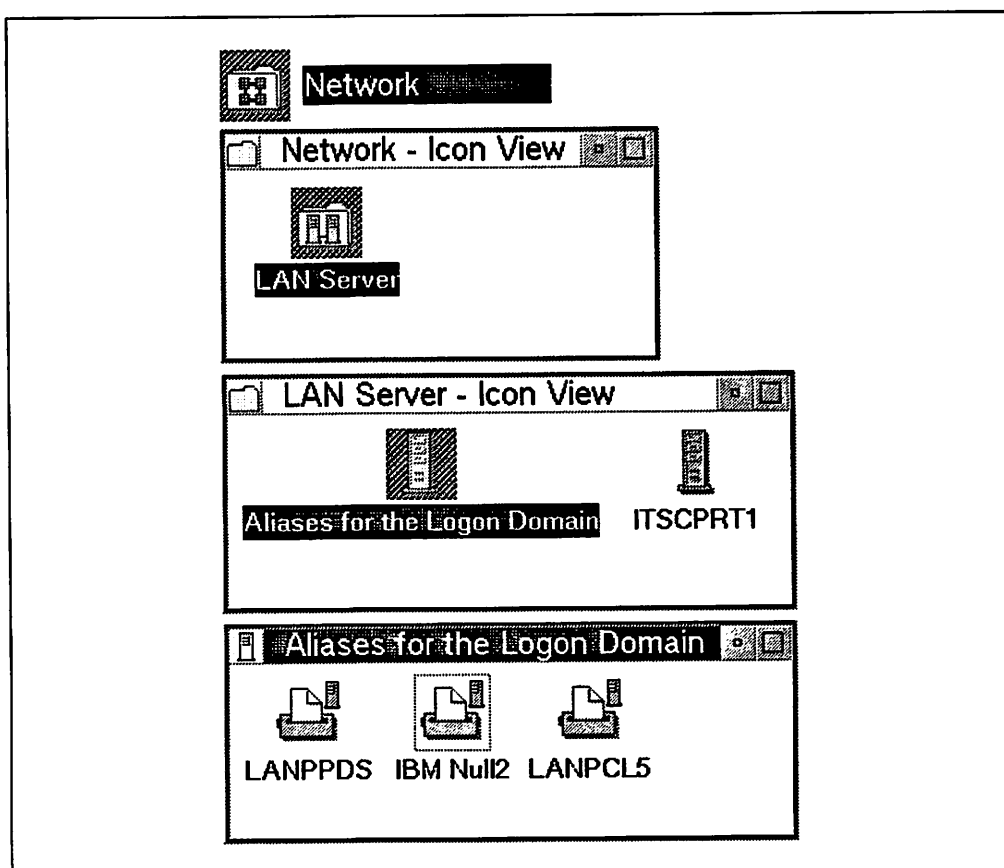 Network
Network - Icon View
LAN Server
LAN Server - Icon View
Aliases for the Logon Domain
ITSCPRT1
Aliases for the Logon Domain
LANPPDS
IBM Null2
LANPCL5